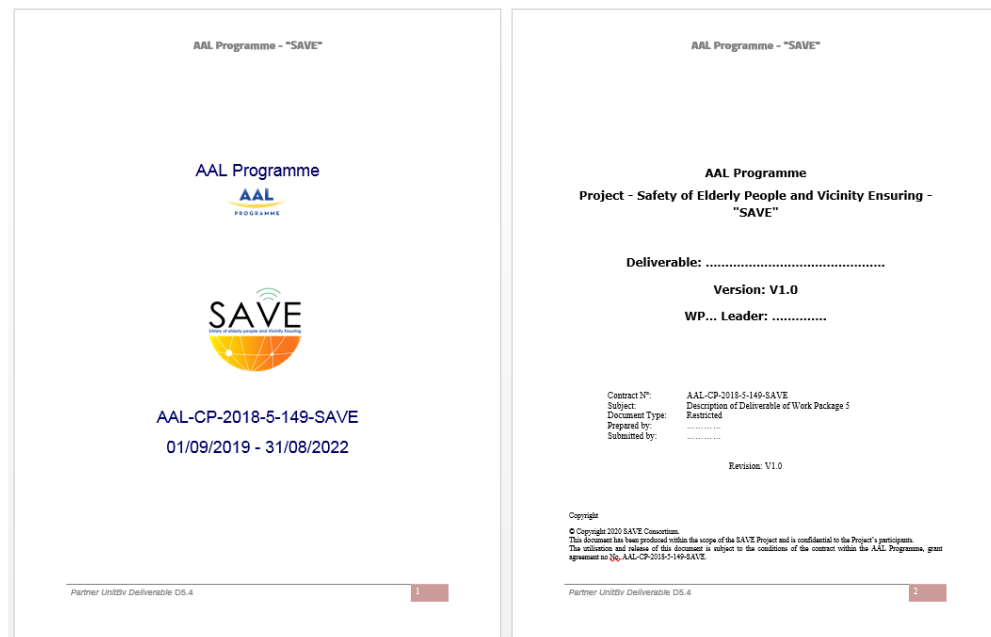 AAL Programme - "SAVE"
AAL Programme
AAL
PROGRAMME
SAVE
SAfety of elderly people and Vicinity Ensuring
AAL-CP-2018-5-149-SAVE
01/09/2019 - 31/08/2022
Partner UnitBv Deliverable D5.4
1
AAL Programme - "SAVE"
AAL Programme
Project - Safety of Elderly People and Vicinity Ensuring -
"SAVE"
Deliverable: ..............................................
Version: V1.0
WP... Leader: ..............
Contract N°: AAL-CP-2018-5-149-SAVE
Subject: Description of Deliverable of Work Package 5
Document Type: Restricted
Prepared by: …………
Submitted by: …………
Revision: V1.0
Copyright
© Copyright 2020 SAVE Consortium.
This document has been produced within the scope of the SAVE Project and is confidential to the Project's participants.
The utilisation and release of this document is subject to the conditions of the contract within the AAL Programme, grant
agreement no No. AAL-CP-2018-5-149-SAVE.
Partner UnitBv Deliverable D5.4
2